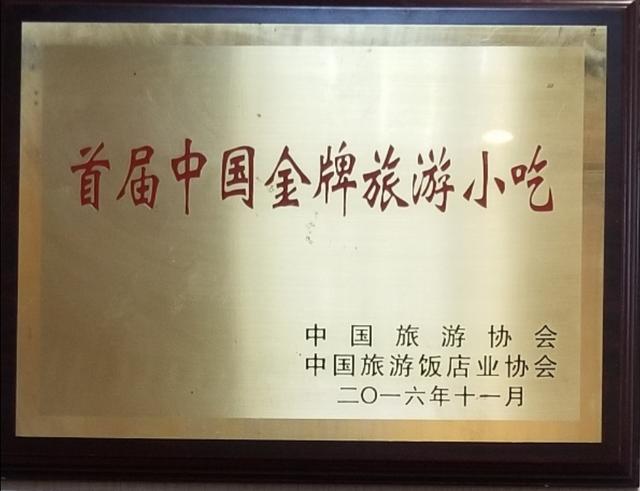 首届中国金牌旅游小吃
中国旅游协会
中国旅游饭店业协会
二〇一六年十一月